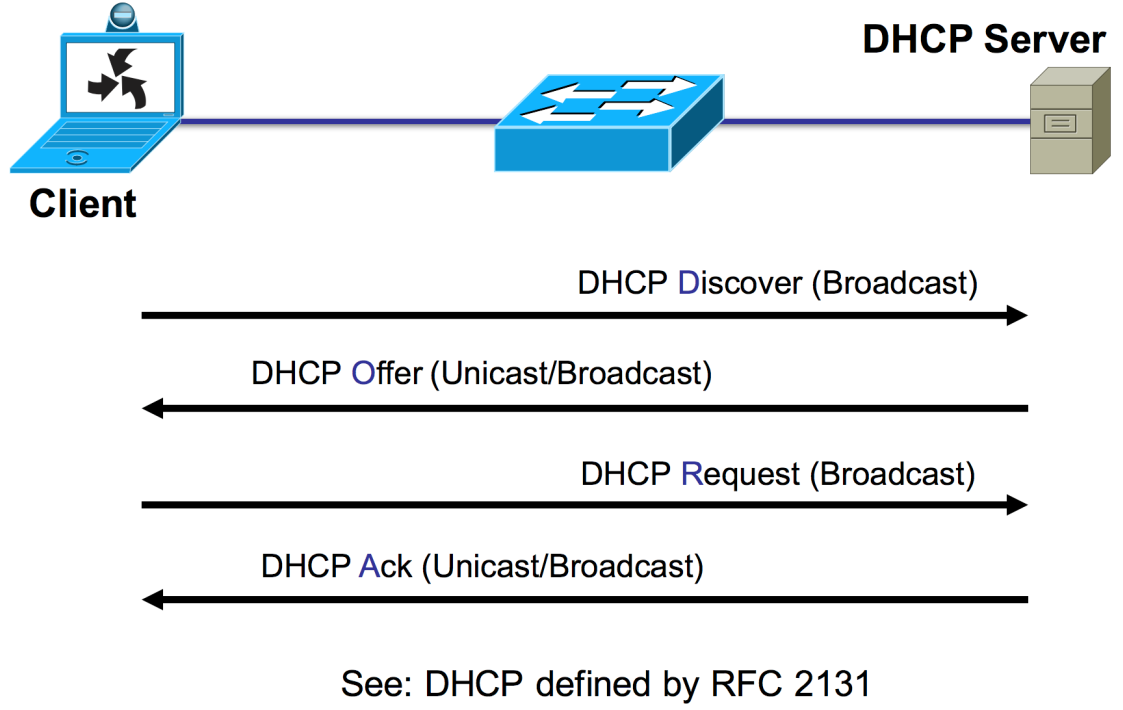 DHCP Server
Client
DHCP Discover (Broadcast)
DHCP Offer (Unicast/Broadcast)
DHCP Request (Broadcast)
DHCP Ack (Unicast/Broadcast)
See: DHCP defined by RFC 2131